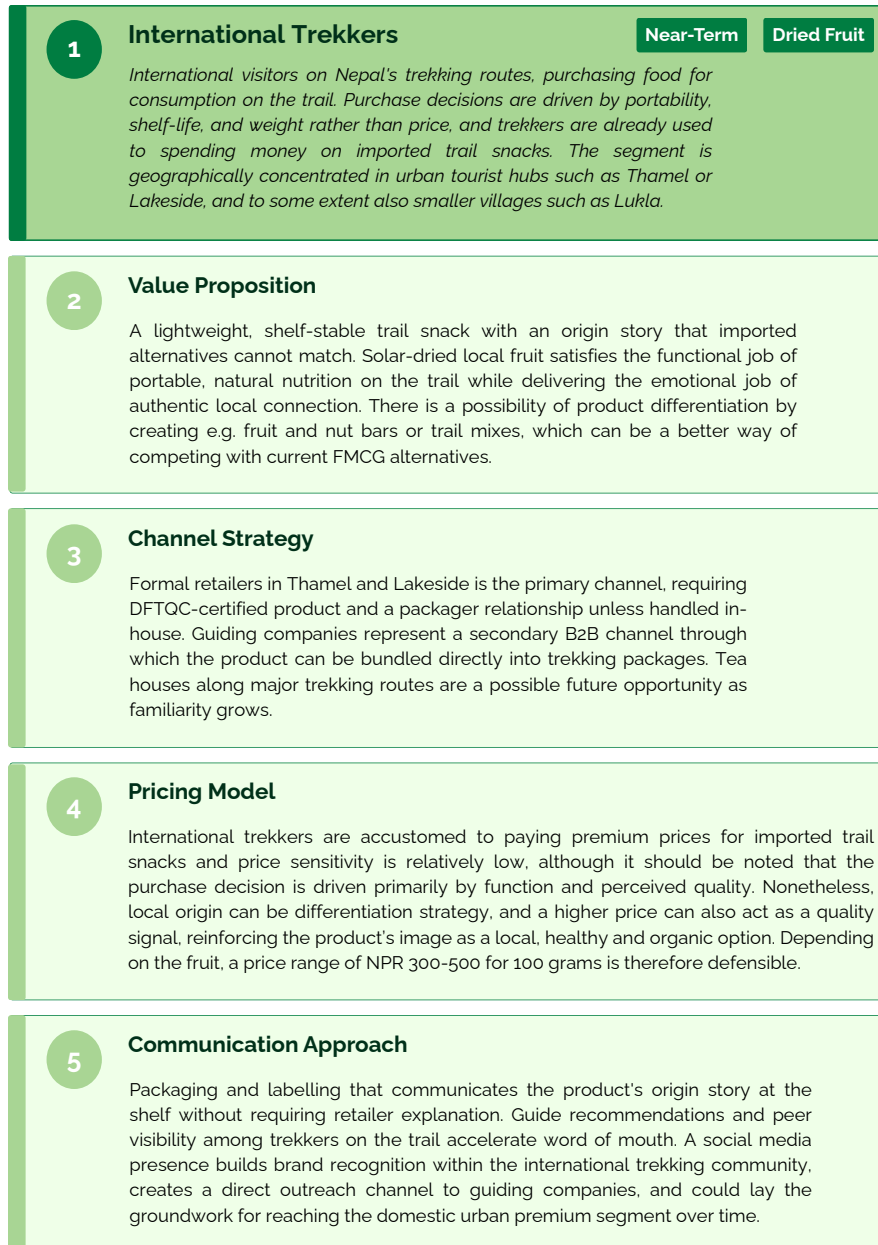 1
International Trekkers
Near-Term
Dried Fruit
International visitors on Nepal's trekking routes, purchasing food for
consumption on the trail. Purchase decisions are driven by portability,
shelf-life, and weight rather than price, and trekkers are already used
to spending money on imported trail snacks. The segment is
geographically concentrated in urban tourist hubs such as Thamel or
Lakeside, and to some extent also smaller villages such as Lukla.
2
Value Proposition
A lightweight, shelf-stable trail snack with an origin story that imported
alternatives cannot match. Solar-dried local fruit satisfies the functional job of
portable, natural nutrition on the trail while delivering the emotional job of
authentic local connection. There is a possibility of product differentiation by
creating e.g. fruit and nut bars or trail mixes, which can be a better way of
competing with current FMCG alternatives.
3
Channel Strategy
Formal retailers in Thamel and Lakeside is the primary channel, requiring
DFTQC-certified product and a packager relationship unless handled in-
house. Guiding companies represent a secondary B2B channel through
which the product can be bundled directly into trekking packages. Tea
houses along major trekking routes are a possible future opportunity as
familiarity grows.
4
Pricing Model
International trekkers are accustomed to paying premium prices for imported trail
snacks and price sensitivity is relatively low, although it should be noted that the
purchase decision is driven primarily by function and perceived quality. Nonetheless,
local origin can be differentiation strategy, and a higher price can also act as a quality
signal, reinforcing the product's image as a local, healthy and organic option. Depending
on the fruit, a price range of NPR 300-500 for 100 grams is therefore defensible.
5
Communication Approach
Packaging and labelling that communicates the product's origin story at the
shelf without requiring retailer explanation. Guide recommendations and peer
visibility among trekkers on the trail accelerate word of mouth. A social media
presence builds brand recognition within the international trekking community,
creates a direct outreach channel to guiding companies, and could lay the
groundwork for reaching the domestic urban premium segment over time.